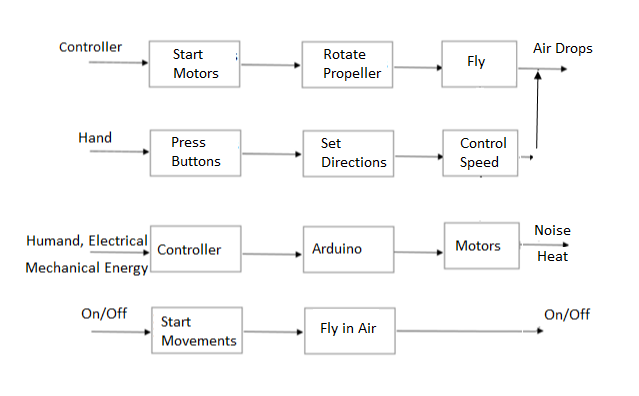 Controller
Start
Motors
Rotate
Propeller
Fly
Air Drops
Hand
Press
Buttons
Set
Directions
Control
Speed
Humand, Electrical
Mechanical Energy
Controller
Arduino
Motors
Noise
Heat
On/Off
Start
Movements
Fly in Air
On/Off